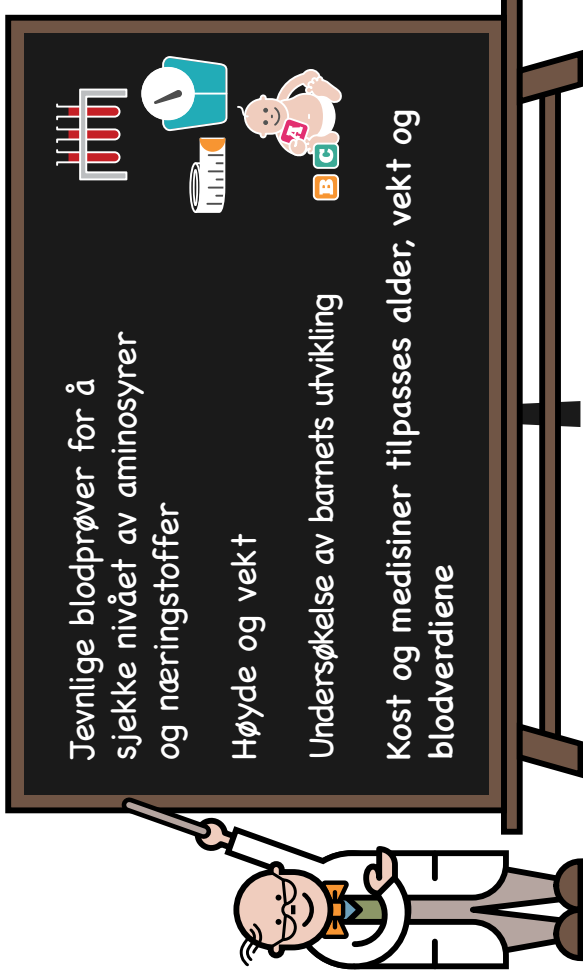 Jevnlige blodprøver for å
sjekke nivået av aminosyrer
og næringstoffer
Høyde og vekt
Undersøkelse av barnets utvikling
Kost og medisiner tilpasses alder, vekt og
blodverdiene
A
B C